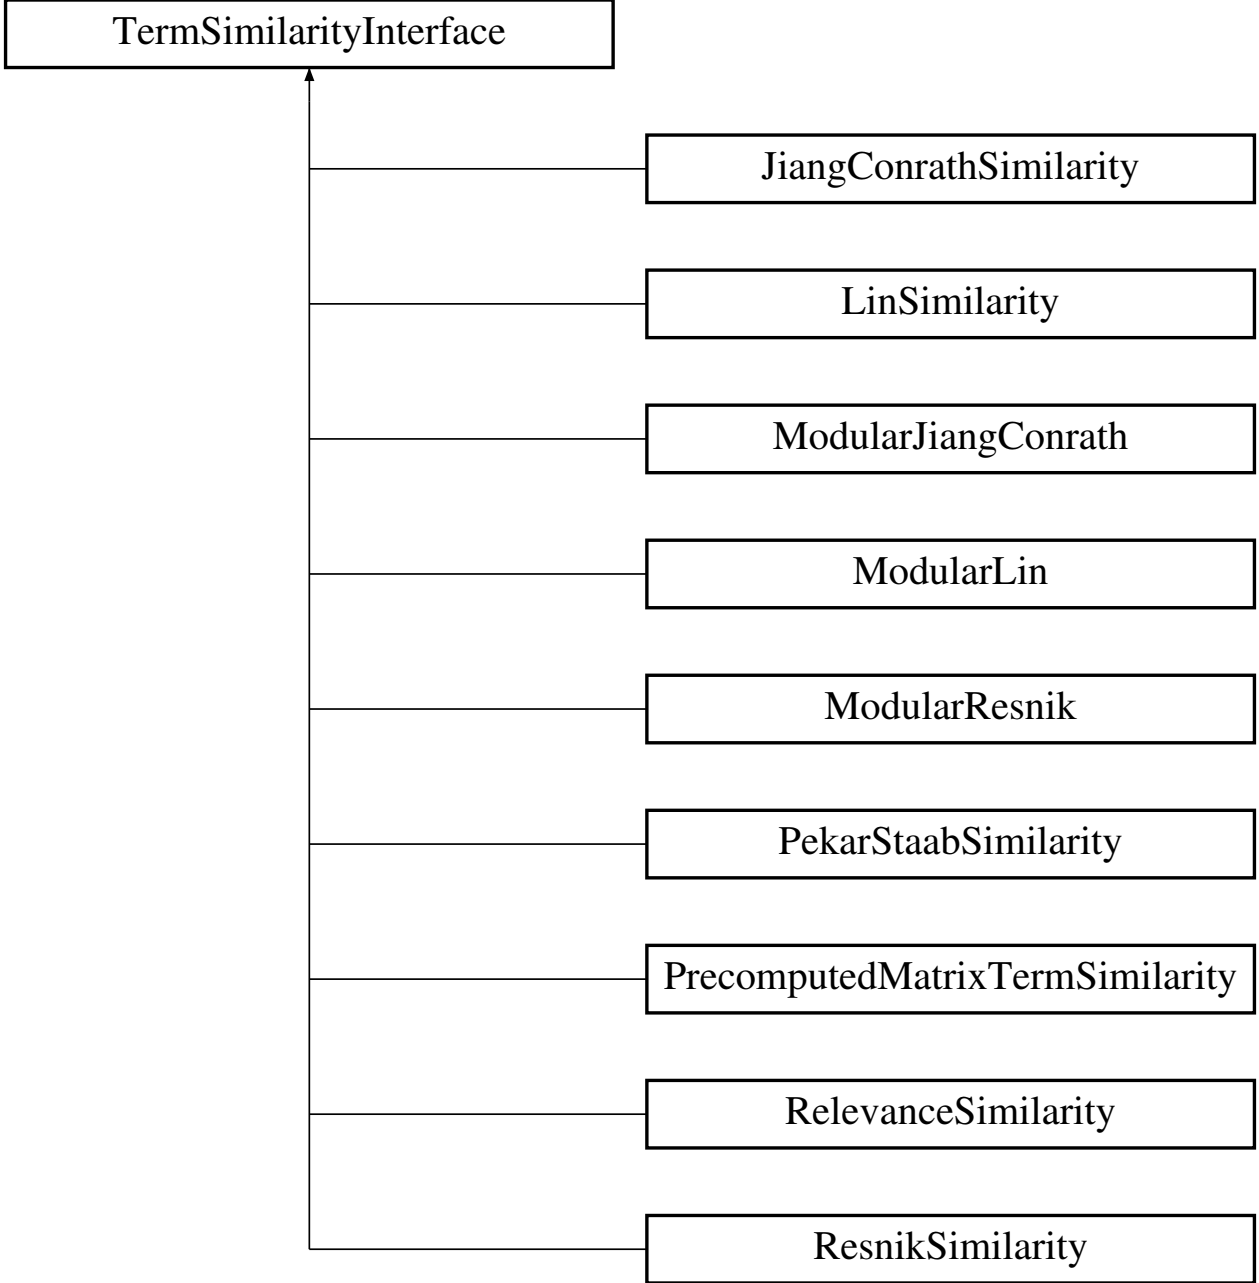 TermSimilarityInterface
JiangConrathSimilarity
LinSimilarity
ModularJiangConrath
ModularLin
ModularResnik
PekarStaabSimilarity
PrecomputedMatrixTermSimilarity
RelevanceSimilarity
ResnikSimilarity